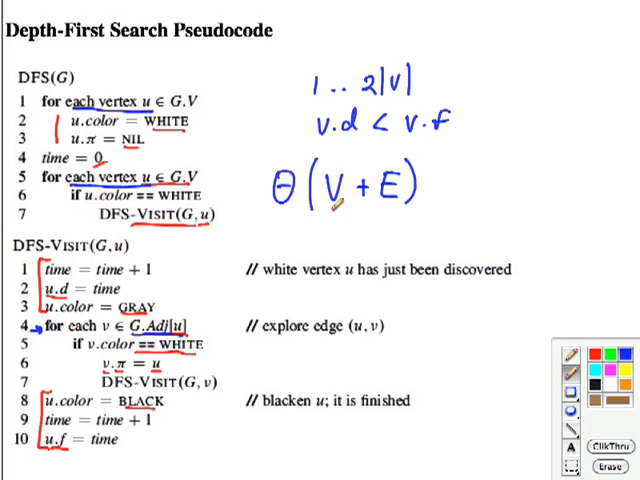 Depth-First Search Pseudocode
DFS(G)
1 for each vertex u ∈ G.V
2 u.color = WHITE
3 u.π = NIL
4 time = 0
5 for each vertex u ∈ G.V
6 if u.color == WHITE
7 DFS-VISIT(G, u)
1 .. 2|V|
v.d < v.f
Θ(V + E)
DFS-VISIT(G, u)
1 time = time + 1 // white vertex u has just been discovered
2 u.d = time
3 u.color = GRAY
4 for each v ∈ G.Adj[u] // explore edge (u, v)
5 if v.color == WHITE
6 v.π = u
7 DFS-VISIT(G, v)
8 u.color = BLACK // blacken u; it is finished
9 time = time + 1
10 u.f = time
A
ClikThru
Erase